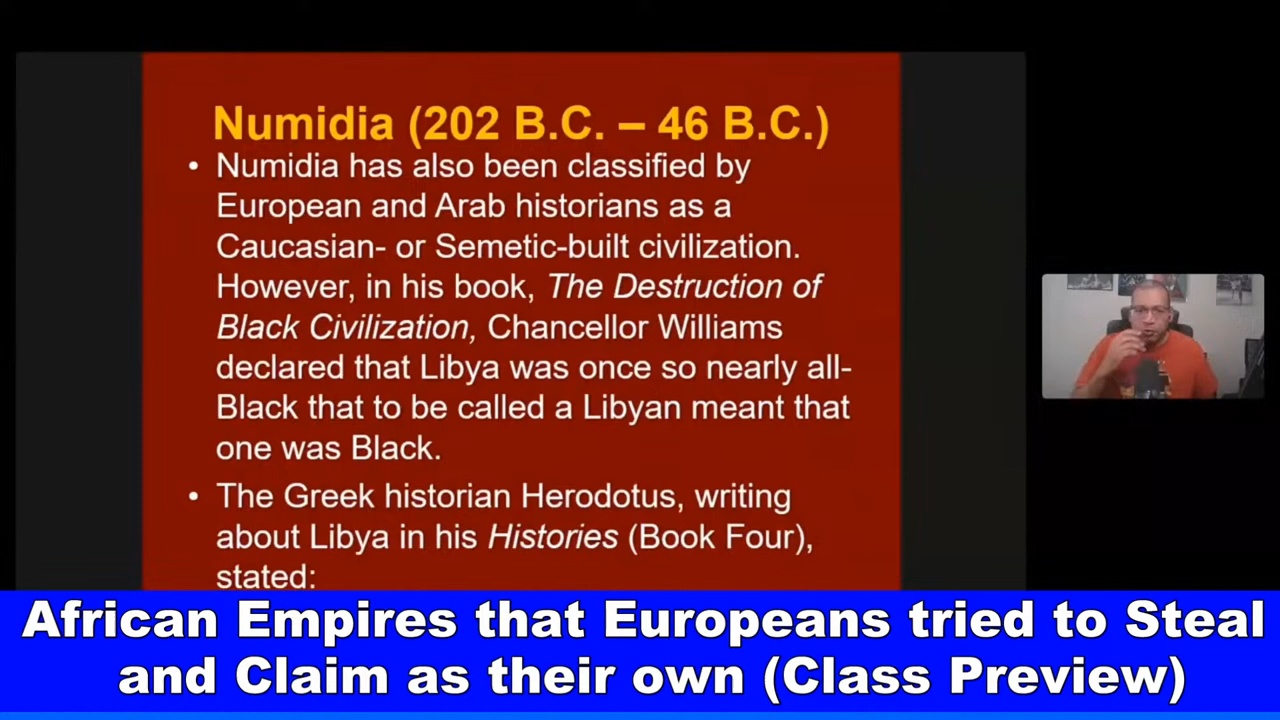 Numidia (202 B.C. – 46 B.C.)
• Numidia has also been classified by
European and Arab historians as a
Caucasian- or Semetic-built civilization.
However, in his book, The Destruction of
Black Civilization, Chancellor Williams
declared that Libya was once so nearly all-
Black that to be called a Libyan meant that
one was Black.
• The Greek historian Herodotus, writing
about Libya in his Histories (Book Four),
stated:
African Empires that Europeans tried to Steal
and Claim as their own (Class Preview)